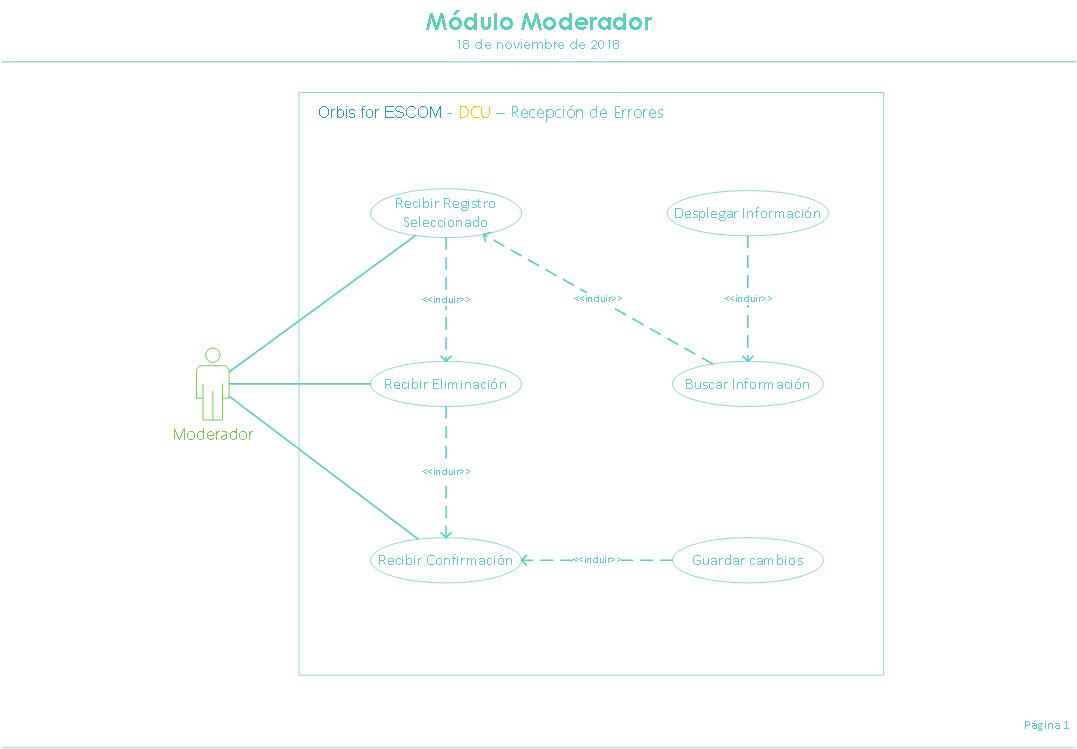 Módulo Moderador
18 de noviembre de 2018
Orbis for ESCOM - DCU – Recepción de Errores
Recibir Registro
Seleccionado
Desplegar Información
<<incluir>>
<<incluir>>
<<incluir>>
Recibir Eliminación
Buscar Información
Moderador
<<incluir>>
Recibir Confirmación
<<incluir>>
Guardar cambios
Página 1